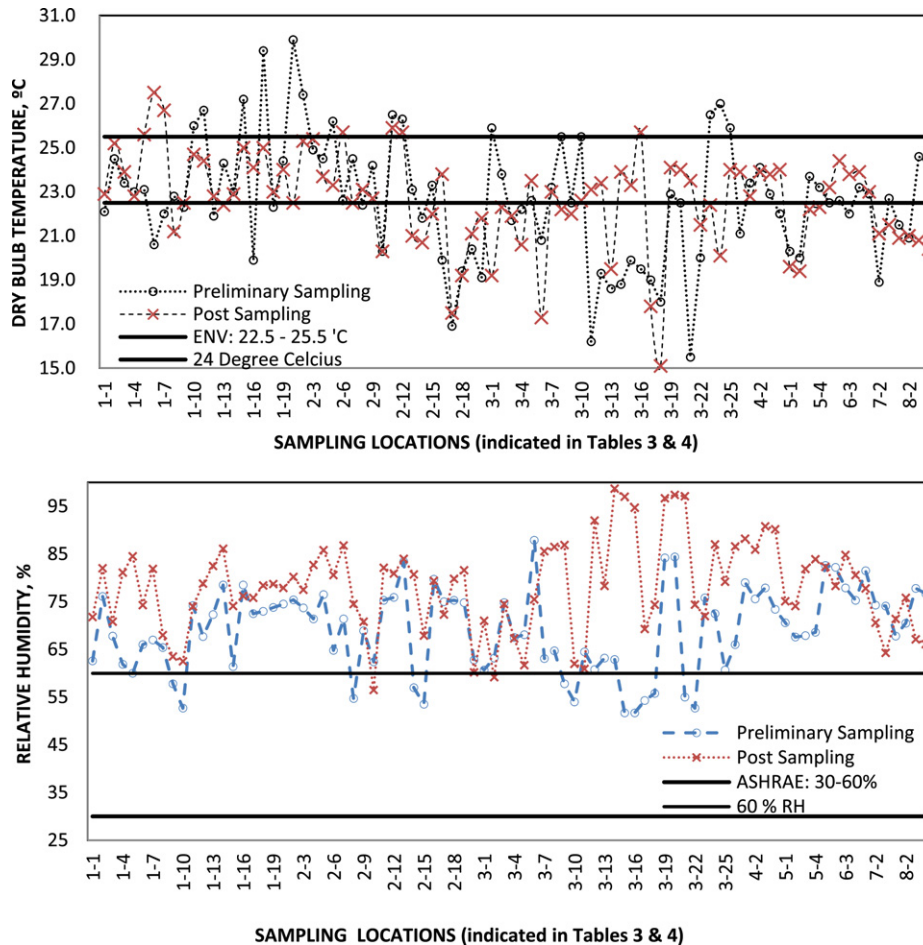 31.0
29.0
27.0
25.0
23.0
21.0
19.0
17.0
15.0
DRY BULB TEMPERATURE, ºC
Preliminary Sampling
Post Sampling
ENV: 22.5 - 25.5 'C
24 Degree Celcius
1-1 1-4 1-7 1-10 1-13 1-16 1-19 2-3 2-6 2-9 2-12 2-15 2-18 3-1 3-4 3-7 3-10 3-13 3-16 3-19 3-22 3-25 4-2 5-1 5-4 6-3 7-2 8-2
SAMPLING LOCATIONS (indicated in Tables 3 & 4)
95
85
75
65
55
45
35
25
RELATIVE HUMIDITY, %
Preliminary Sampling
Post Sampling
ASHRAE: 30-60%
60 % RH
1-1 1-4 1-7 1-10 1-13 1-16 1-19 2-3 2-6 2-9 2-12 2-15 2-18 3-1 3-4 3-7 3-10 3-13 3-16 3-19 3-22 3-25 4-2 5-1 5-4 6-3 7-2 8-2
SAMPLING LOCATIONS (indicated in Tables 3 & 4)